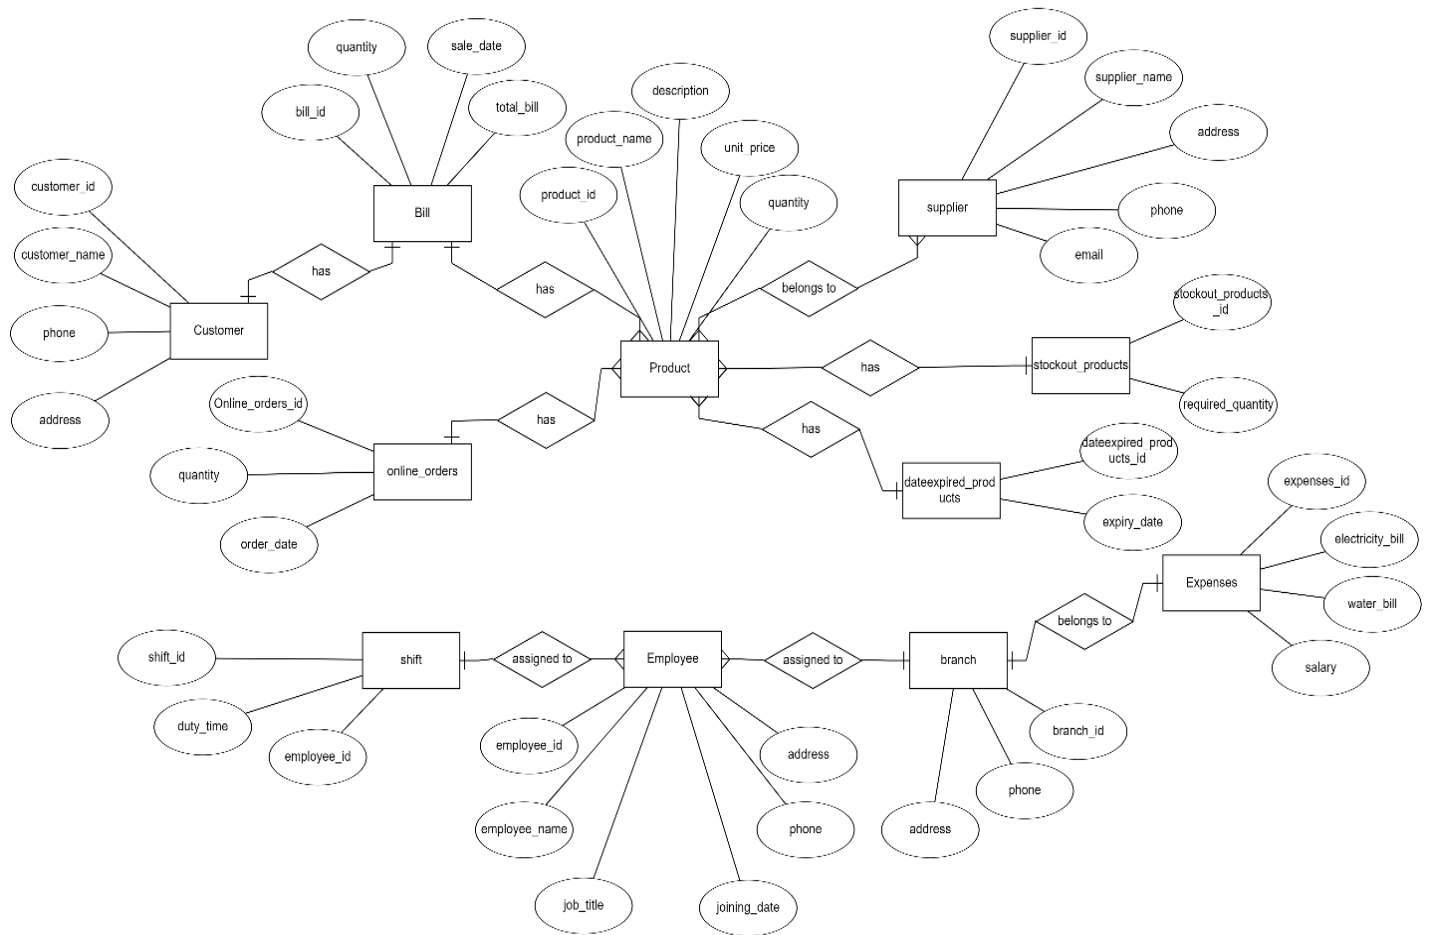 supplier_id
quantity
sale_date
supplier_name
description
total_bill
bill_id
address
product_name
unit_price
customer_id
product_id
quantity
Bill
supplier
phone
customer_name
email
has
has
belongs to
stockout_products
_id
Customer
phone
Product
has
stockout_products
Online_orders_id
required_quantity
address
has
has
dateexpired_prod
ucts_id
online_orders
quantity
dateexpired_prod
ucts
expenses_id
expiry_date
order_date
electricity_bill
Expenses
water_bill
belongs to
shift_id
shift
assigned to
Employee
assigned to
branch
salary
duty_time
employee_id
employee_id
address
branch_id
phone
employee_name
phone
address
job_title
joining_date